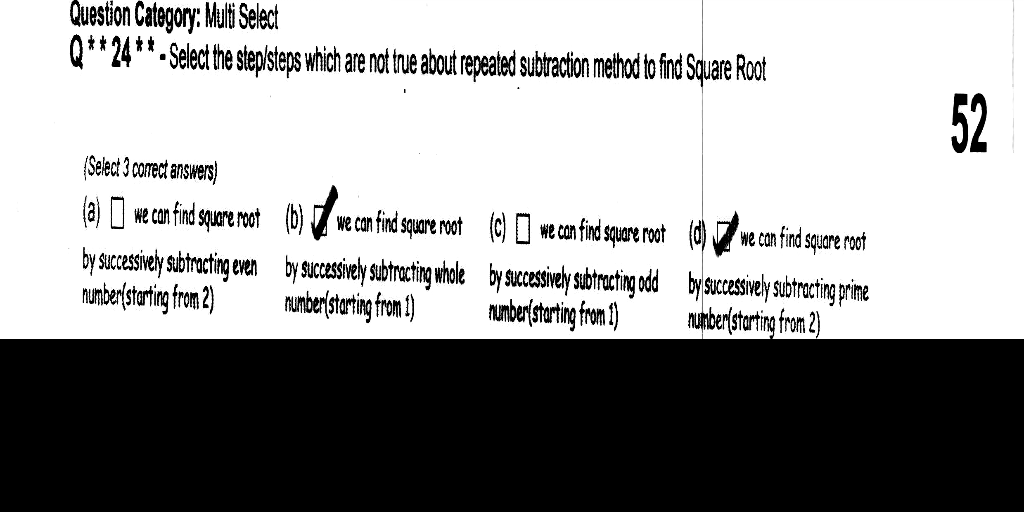 Question Category: Multi Select
Q * * 24 * * - Select the step/steps which are not true about repeated subtraction method to find Square Root
52
(Select 3 correct answers)
(a) we can find square root by successively subtracting even number(starting from 2)
(b) we can find square root by successively subtracting whole number(starting from 1)
(c) we can find square root by successively subtracting odd number(starting from 1)
(d) we can find square root by successively subtracting prime number(starting from 2)